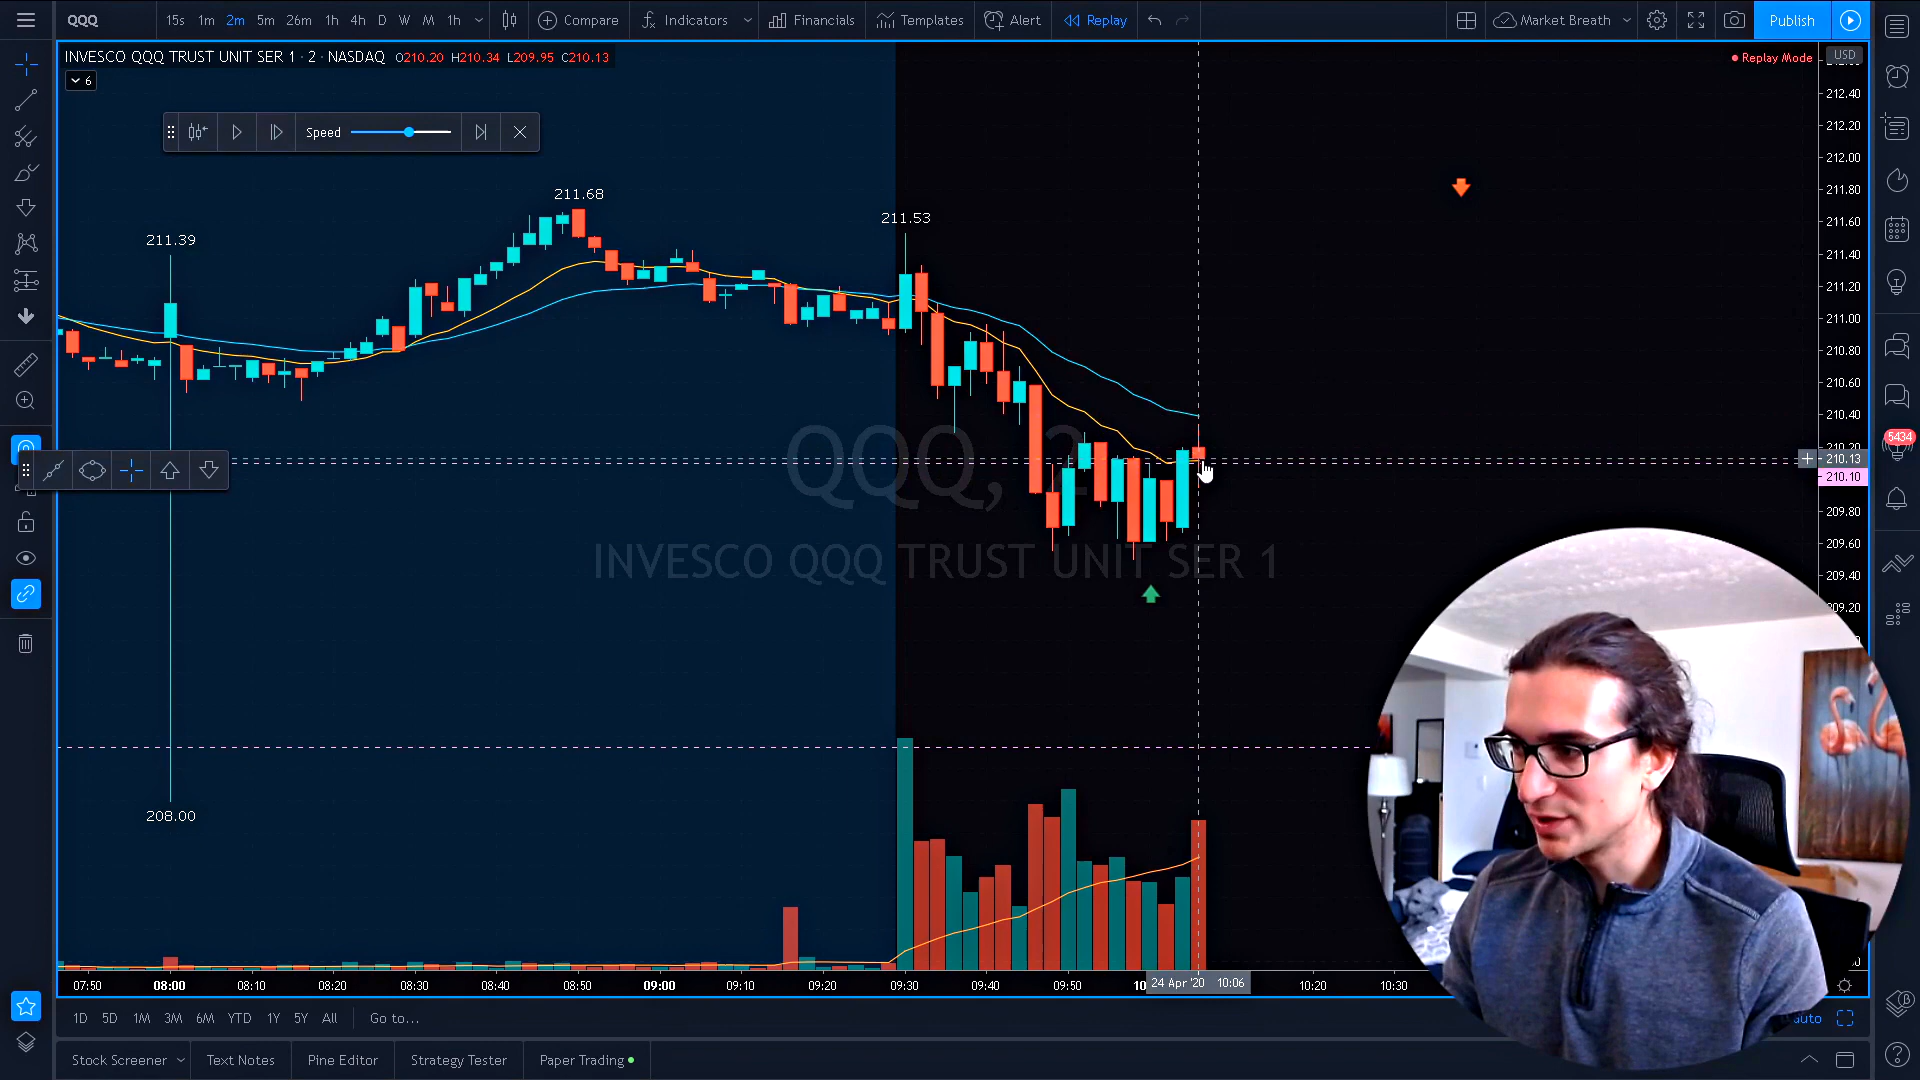 QQQ 15s 1m 2m 5m 26m 1h 4h D W M 1h Compare Indicators Financials Templates Alert Replay Market Breath Publish
INVESCO QQQ TRUST UNIT SER 1 · 2 · NASDAQ O210.20 H210.34 L209.95 C210.13
Replay Mode
USD
6
Speed
212.40
212.20
212.00
211.80
211.60
211.40
211.20
211.00
210.80
210.60
210.40
210.20
210.13
210.10
209.80
209.60
209.40
209.20
5434
211.39
211.68
211.53
208.00
QQQ, 2
INVESCO QQQ TRUST UNIT SER 1
07:50 08:00 08:10 08:20 08:30 08:40 08:50 09:00 09:10 09:20 09:30 09:40 09:50 24 Apr '20 10:06 10:20 10:30
1D 5D 1M 3M 6M YTD 1Y 5Y All Go to... auto
Stock Screener Text Notes Pine Editor Strategy Tester Paper Trading